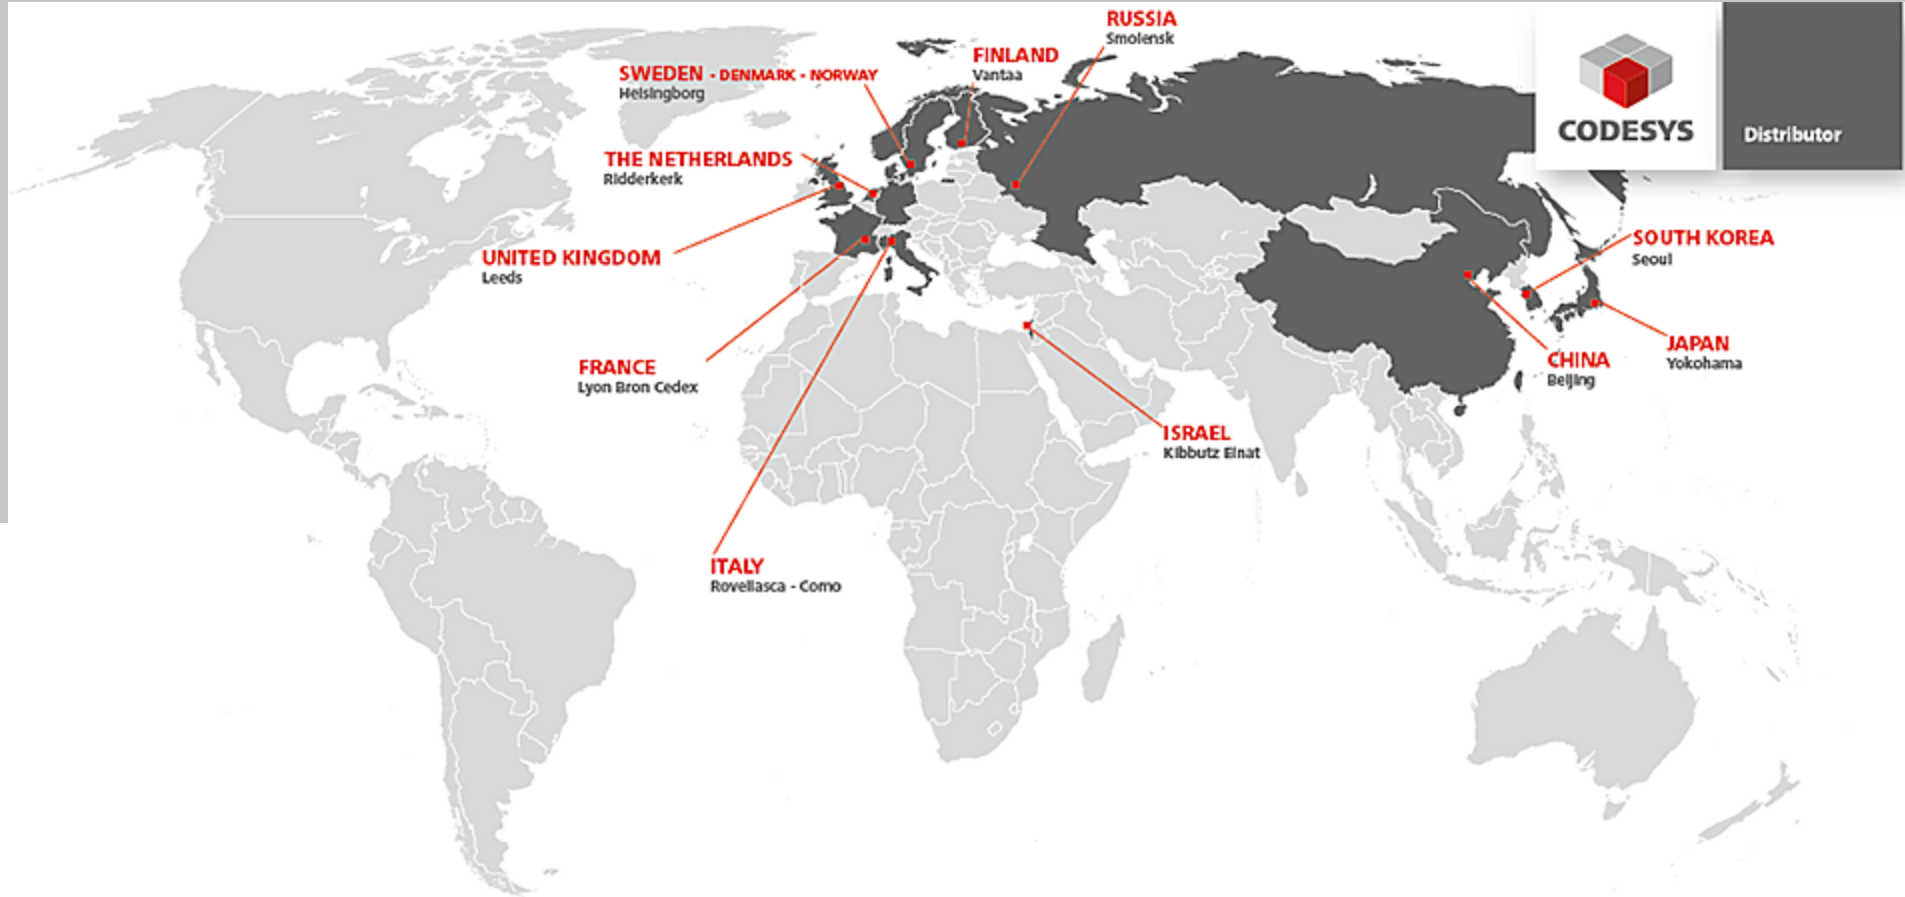 RUSSIA
Smolensk
FINLAND
Vantaa
SWEDEN - DENMARK - NORWAY
Helsingborg
CODESYS
Distributor
THE NETHERLANDS
Ridderkerk
UNITED KINGDOM
Leeds
SOUTH KOREA
Seoul
JAPAN
Yokohama
CHINA
Beijing
FRANCE
Lyon Bron Cedex
ISRAEL
Kibbutz Einat
ITALY
Rovellasca - Como